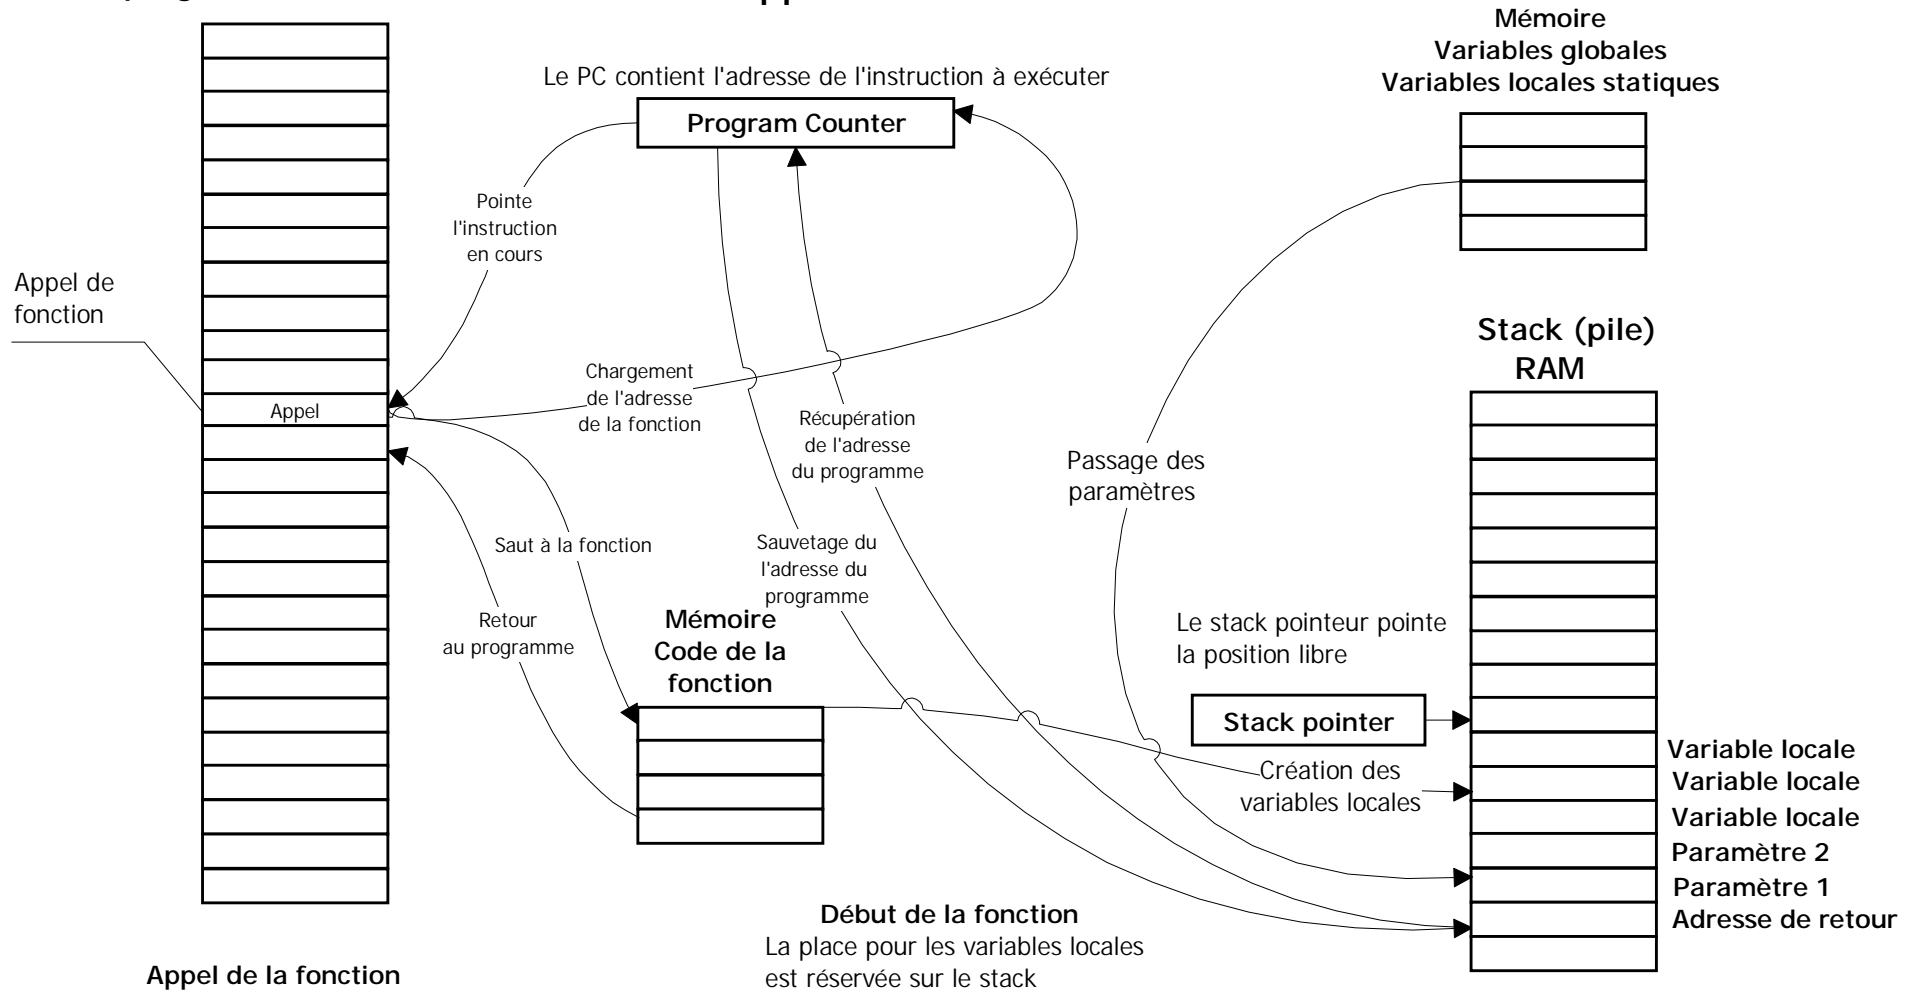 Mémoire
Variables globales
Variables locales statiques
Le PC contient l'adresse de l'instruction à exécuter
Program Counter
Pointe
l'instruction
en cours
Appel de
fonction
Stack (pile)
RAM
Chargement
de l'adresse
de la fonction
Appel
Récupération
de l'adresse
du programme
Passage des
paramètres
Saut à la fonction
Sauvetage du
l'adresse du
programme
Retour
au programme
Mémoire
Code de la
fonction
Le stack pointeur pointe
la position libre
Stack pointer
Création des
variables locales
Variable locale
Variable locale
Variable locale
Paramètre 2
Paramètre 1
Adresse de retour
Début de la fonction
La place pour les variables locales
est réservée sur le stack
Appel de la fonction